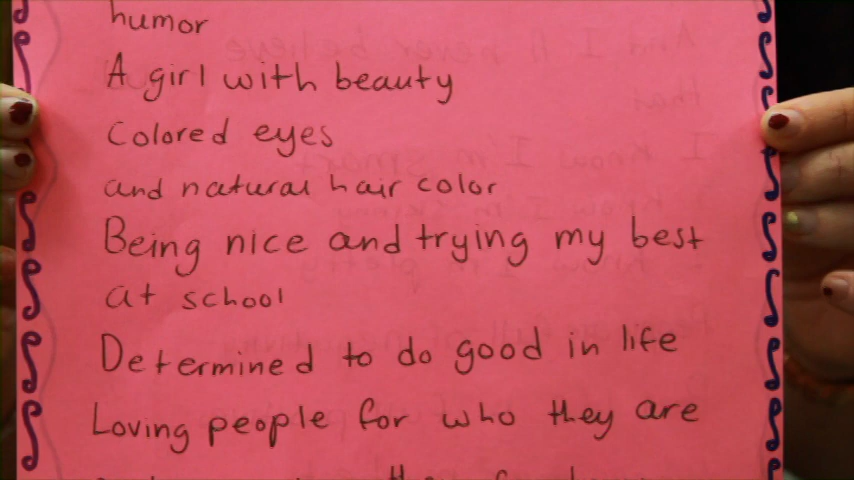 humor
A girl with beauty
Colored eyes
and natural hair color
Being nice and trying my best
at school
Determined to do good in life
Loving people for who they are